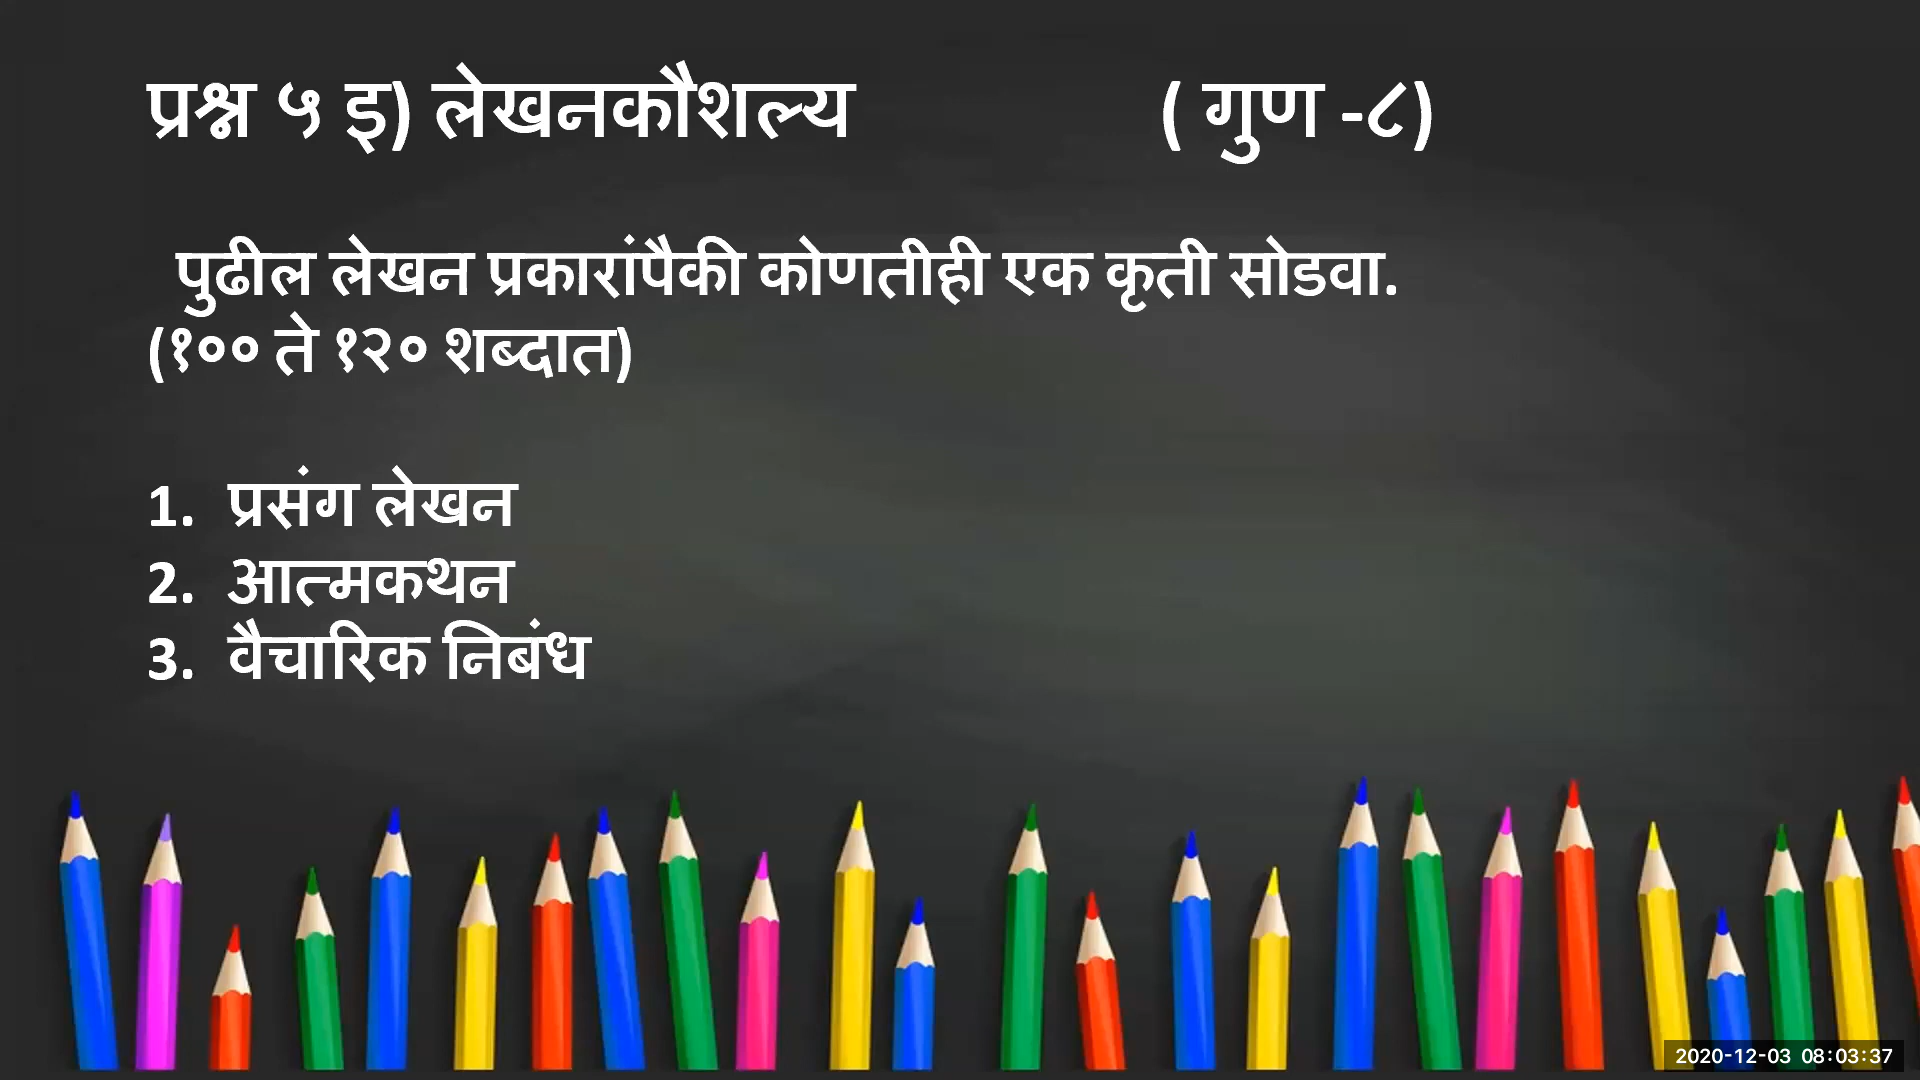 प्रश्न ५ इ) लेखनकौशल्य ( गुण -८)
पुढील लेखन प्रकारांपैकी कोणतीही एक कृती सोडवा.
(१०० ते १२० शब्दात)
1. प्रसंग लेखन
2. आत्मकथन
3. वैचारिक निबंध
2020-12-03 08:03:37